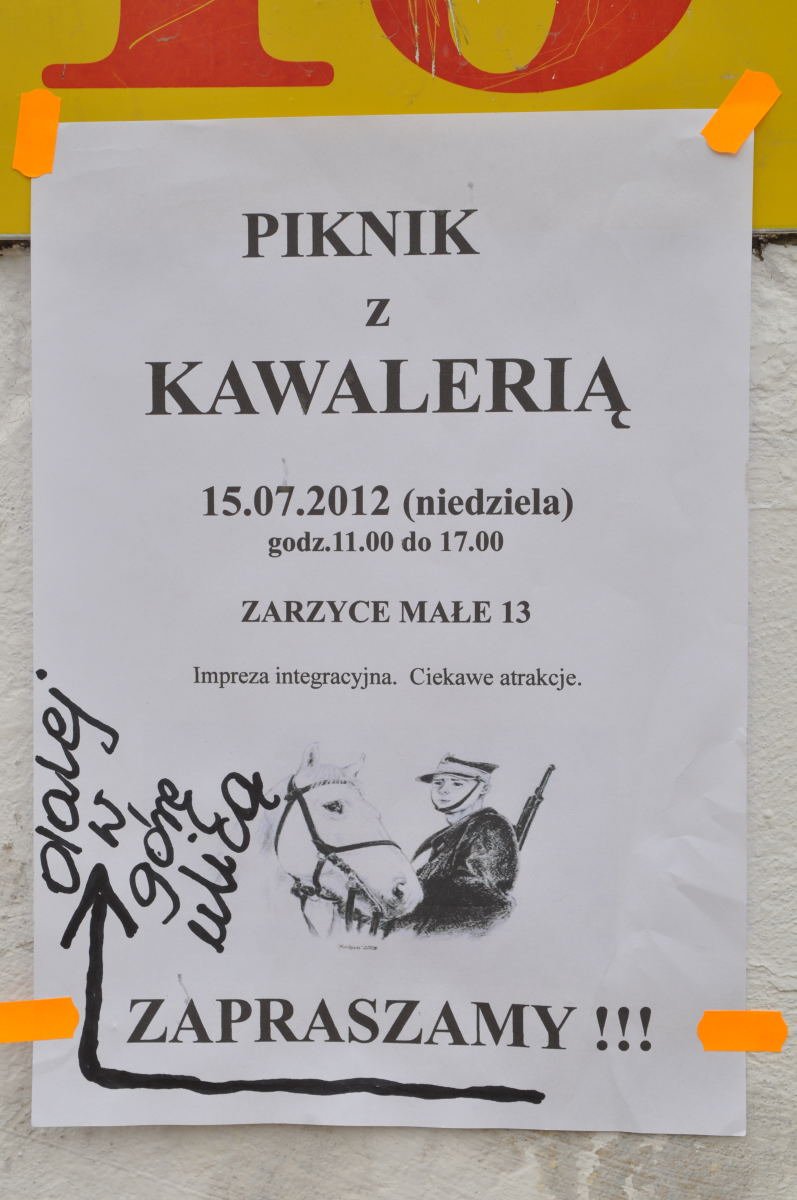 PIKNIK
z
KAWALERIĄ
15.07.2012 (niedziela)
godz.11.00 do 17.00
ZARZYCE MAŁE 13
Impreza integracyjna.  Ciekawe atrakcje.
dalej
w
górę
ulicą
ZAPRASZAMY !!!